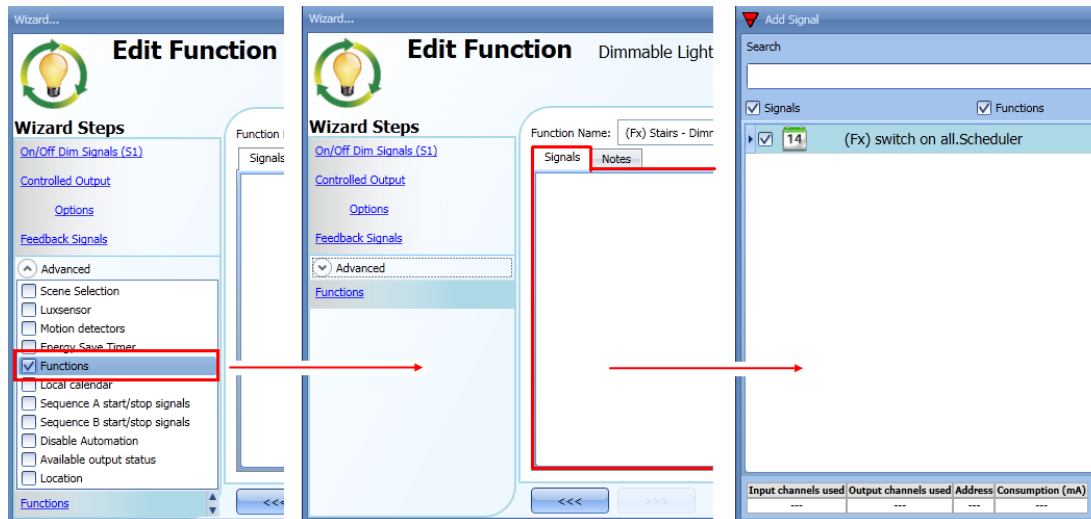 Wizard...
Edit Function
Wizard Steps
On/Off Dim Signals (S1)
Controlled Output
Options
Feedback Signals
Advanced
Scene Selection
Luxsensor
Motion detectors
Energy Save Timer
Functions
Local calendar
Sequence A start/stop signals
Sequence B start/stop signals
Disable Automation
Available output status
Location
Functions
Function
Signals
<<<
Wizard...
Edit Function Dimmable Light
Wizard Steps
On/Off Dim Signals (S1)
Controlled Output
Options
Feedback Signals
Advanced
Functions
Function Name: (Fx) Stairs - Dimm
Signals Notes
<<< >>>
Add Signal
Search
Signals Functions
14 (Fx) switch on all.Scheduler
Input channels used Output channels used Address Consumption (mA)
--- --- --- ---